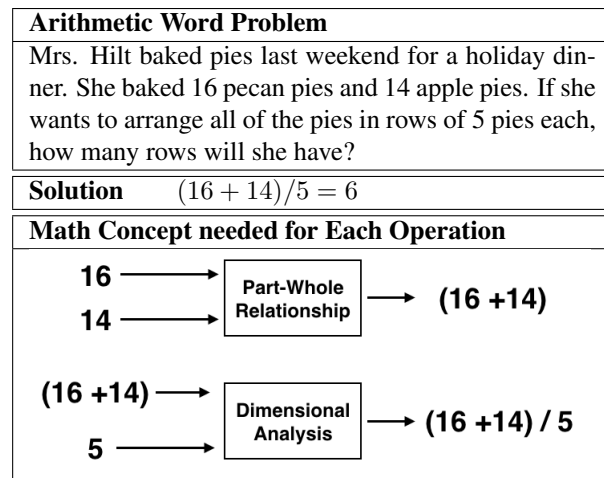 Arithmetic Word Problem
Mrs. Hilt baked pies last weekend for a holiday din-
ner. She baked 16 pecan pies and 14 apple pies. If she
wants to arrange all of the pies in rows of 5 pies each,
how many rows will she have?
Solution (16 + 14)/5 = 6
Math Concept needed for Each Operation
16
14
Part-Whole
Relationship
(16 +14)
(16 +14)
5
Dimensional
Analysis
(16 +14) / 5